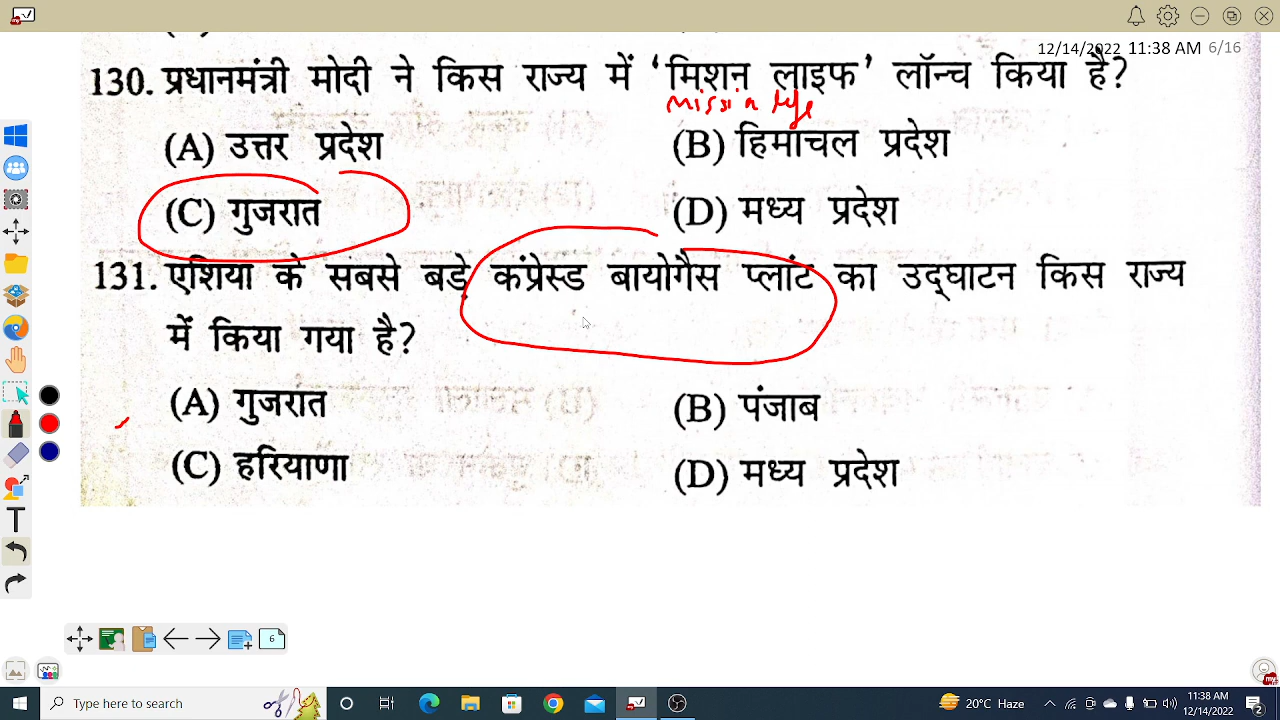 12/14/2022 11:38 AM 6/16
130. प्रधानमंत्री मोदी ने किस राज्य में 'मिशन लाइफ' लॉन्च किया है?
mission life
(A) उत्तर प्रदेश (B) हिमाचल प्रदेश
(C) गुजरात (D) मध्य प्रदेश
131. एशिया के सबसे बड़े कंप्रेस्ड बायोगैस प्लांट का उद्घाटन किस राज्य
में किया गया है?
(A) गुजरात (B) पंजाब
(C) हरियाणा (D) मध्य प्रदेश
T
6
Type here to search
20°C Haze
11:38 AM
12/14/2022
2